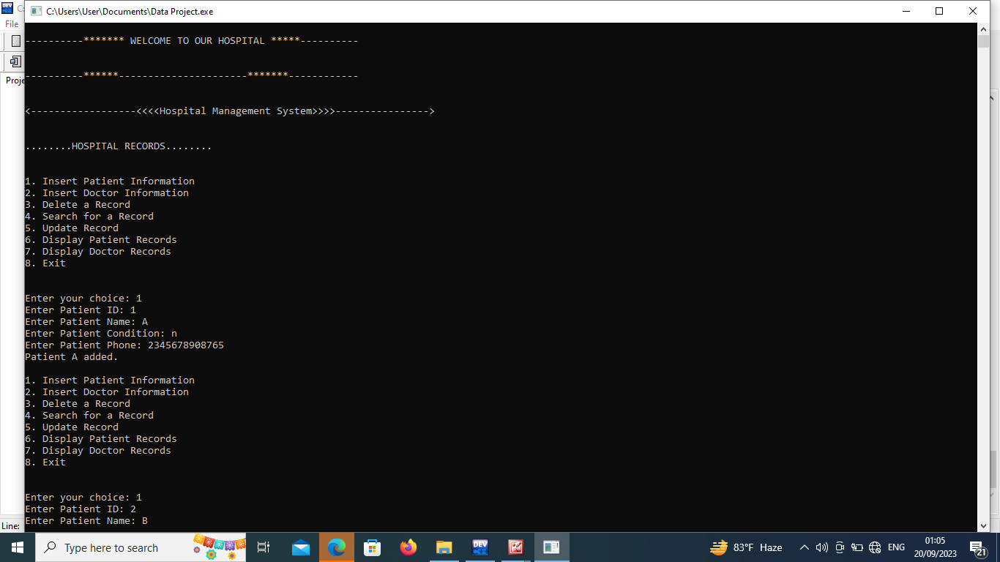 C:\Users\User\Documents\Data Project.exe
File
Proje
----------******* WELCOME TO OUR HOSPITAL *****----------
----------******----------------------*******------------
<------------------<<<<Hospital Management System>>>>---------------->
........HOSPITAL RECORDS........
1. Insert Patient Information
2. Insert Doctor Information
3. Delete a Record
4. Search for a Record
5. Update Record
6. Display Patient Records
7. Display Doctor Records
8. Exit
Enter your choice: 1
Enter Patient ID: 1
Enter Patient Name: A
Enter Patient Condition: n
Enter Patient Phone: 2345678908765
Patient A added.
1. Insert Patient Information
2. Insert Doctor Information
3. Delete a Record
4. Search for a Record
5. Update Record
6. Display Patient Records
7. Display Doctor Records
8. Exit
Enter your choice: 1
Enter Patient ID: 2
Enter Patient Name: B
Line:
Type here to search
DEV
83°F Haze
ENG
01:05
20/09/2023
21